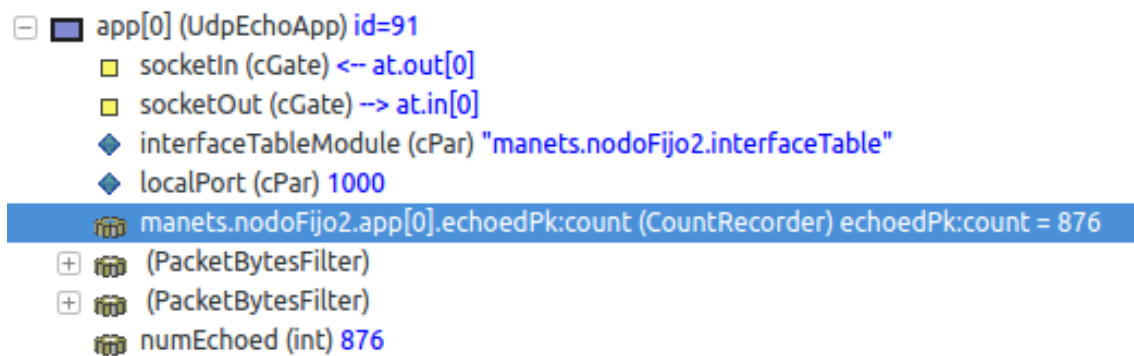 app[0] (UdpEchoApp) id=91
socketIn (cGate) <-- at.out[0]
socketOut (cGate) --> at.in[0]
interfaceTableModule (cPar) "manets.nodoFijo2.interfaceTable"
localPort (cPar) 1000
manets.nodoFijo2.app[0].echoedPk:count (CountRecorder) echoedPk:count = 876
(PacketBytesFilter)
(PacketBytesFilter)
numEchoed (int) 876